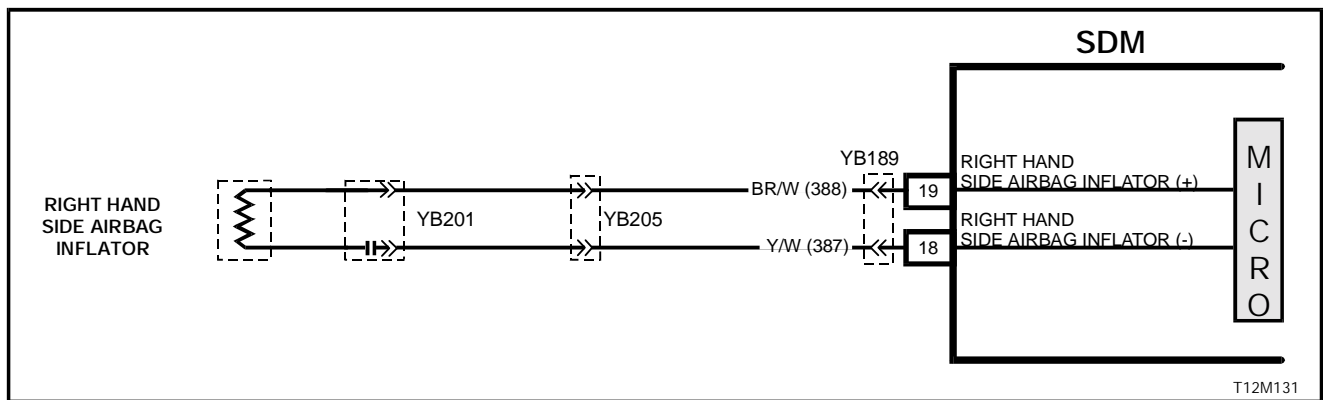 SDM
YB189
RIGHT HAND
SIDE AIRBAG INFLATOR (+)
BR/W (388)
19
RIGHT HAND
SIDE AIRBAG
INFLATOR
YB201
YB205
RIGHT HAND
SIDE AIRBAG INFLATOR (-)
Y/W (387)
18
MICRO
T12M131